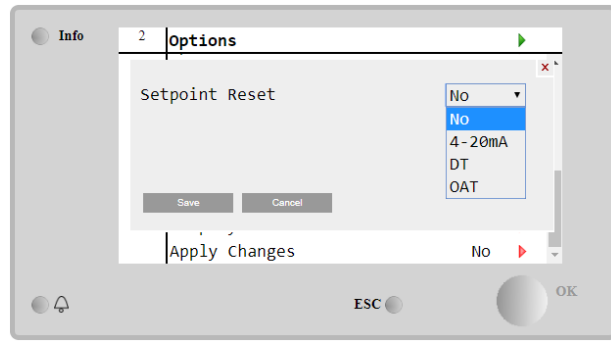 Info
2 Options
x
Setpoint Reset No
No
4-20mA
DT
OAT
Save Cancel
Apply Changes No
ESC
OK